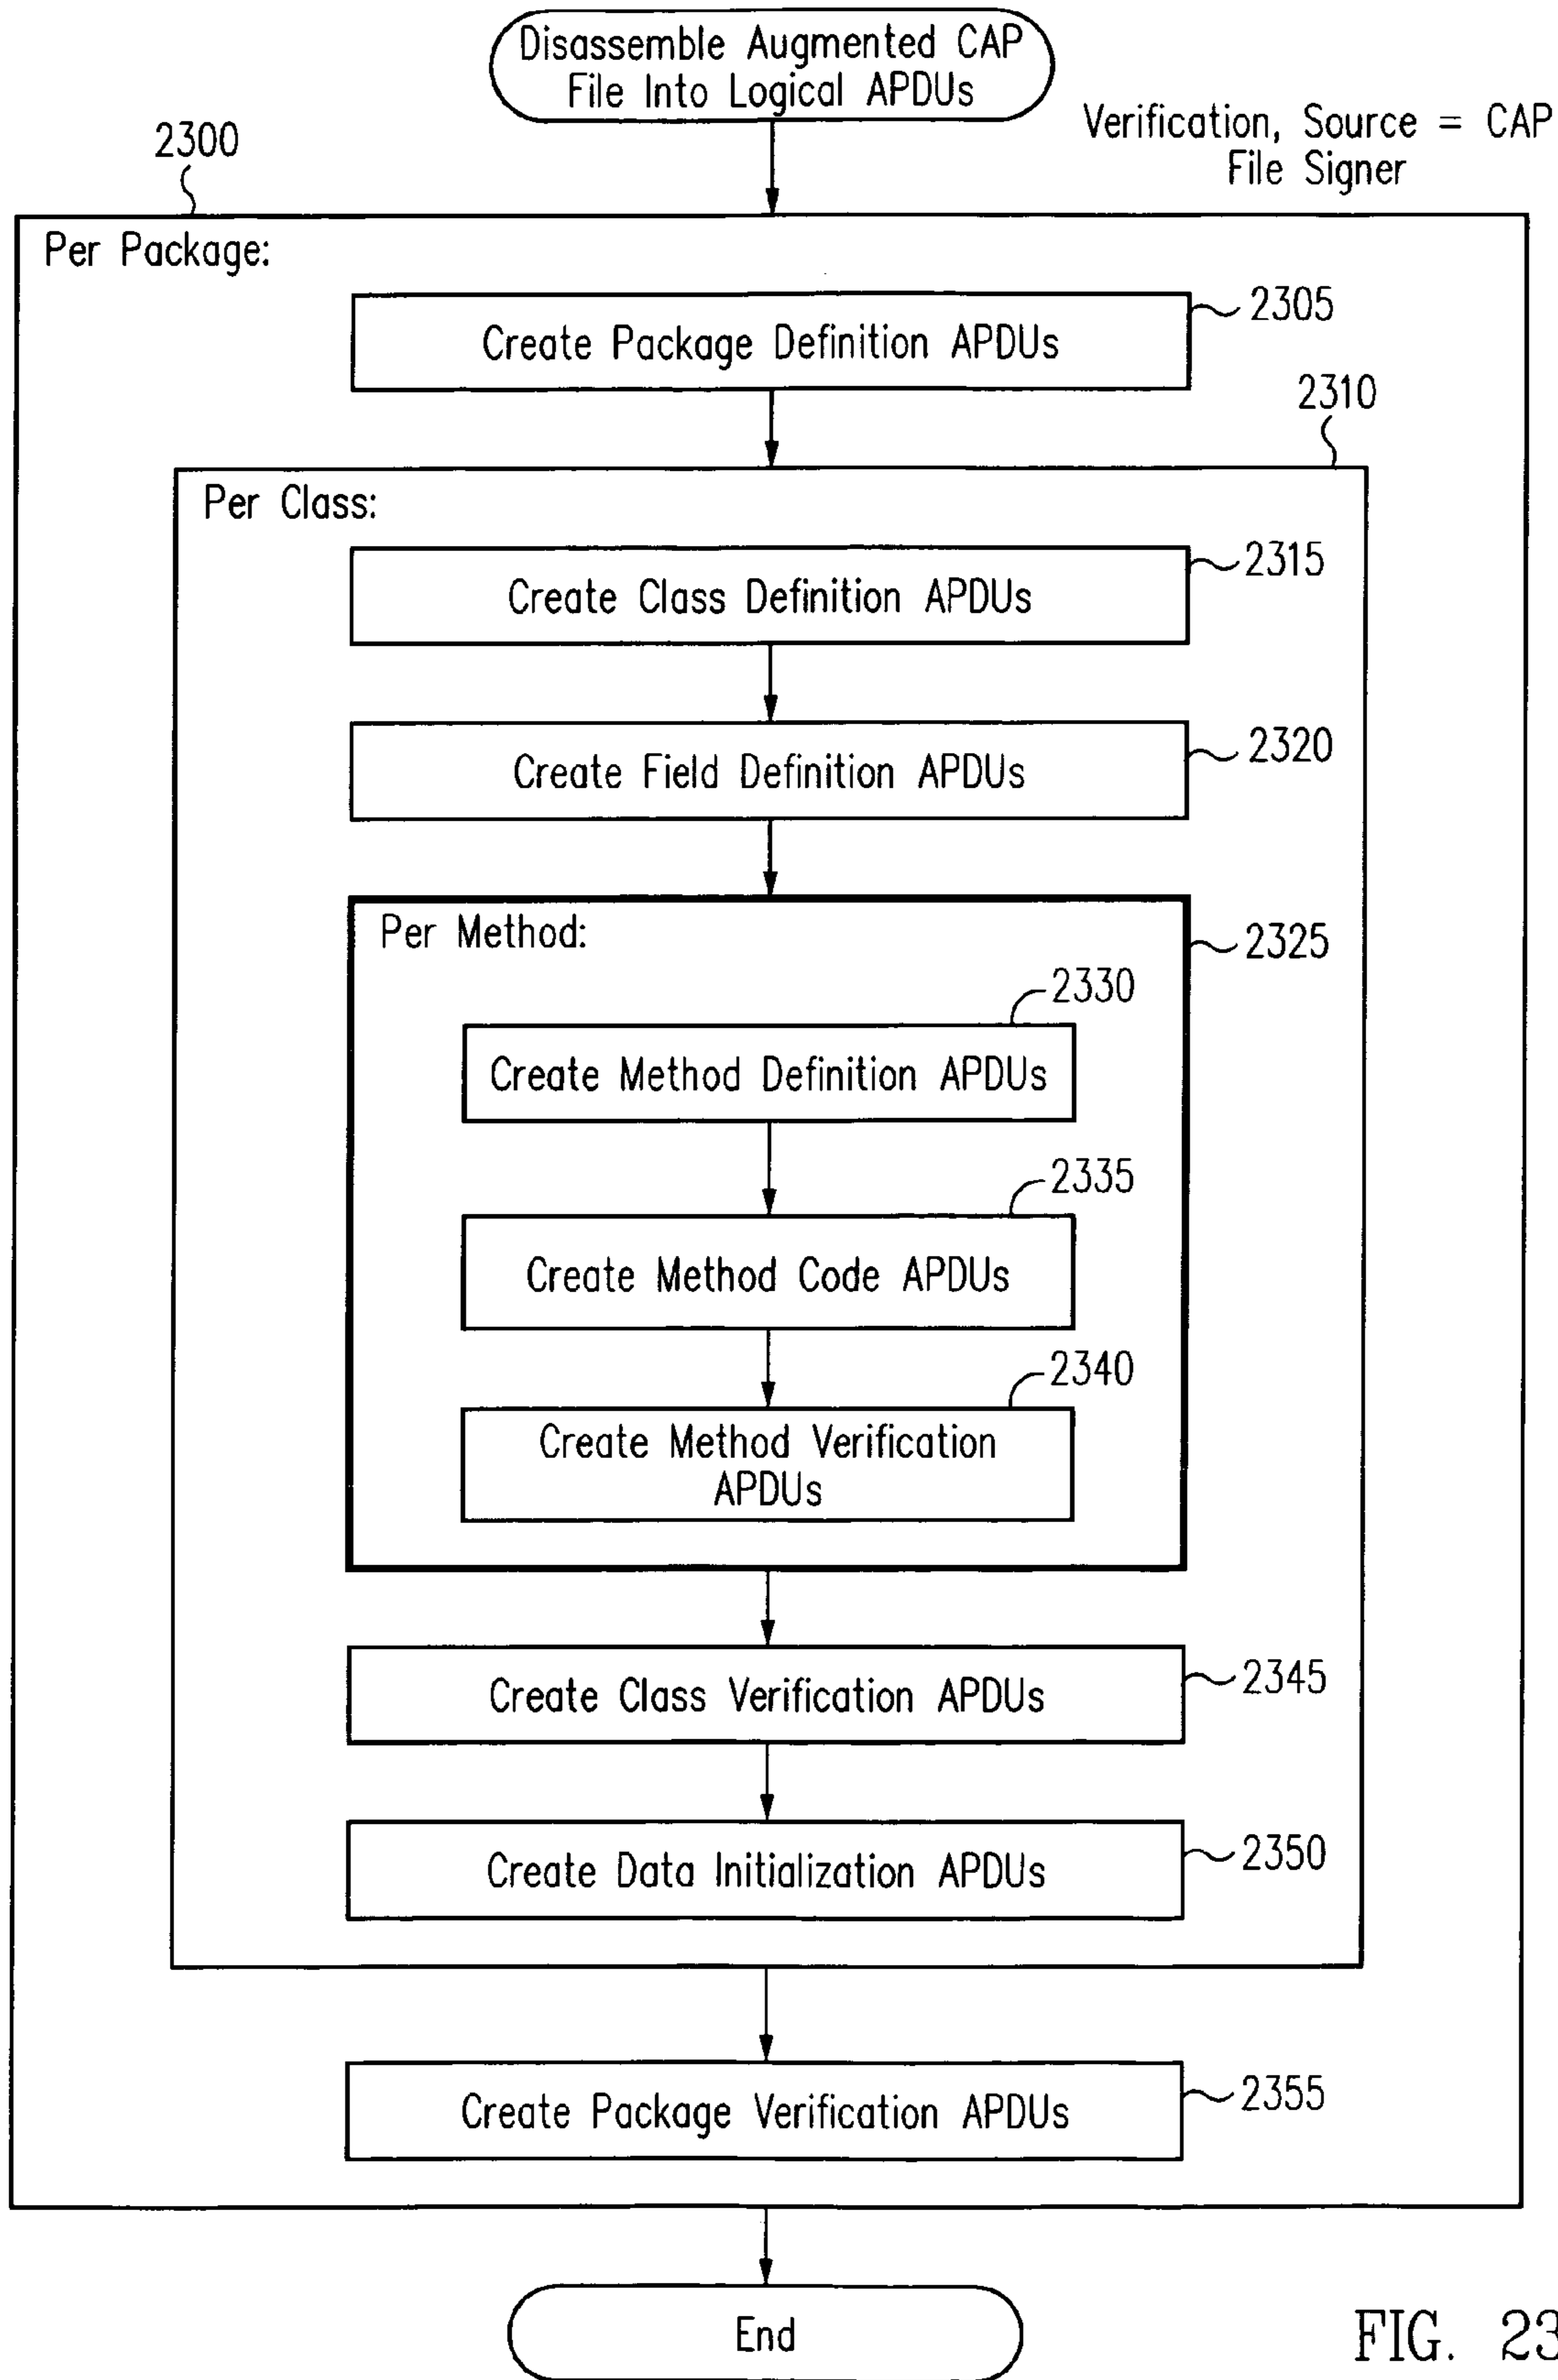 Disassemble Augmented CAP
File Into Logical APDUs
Verification, Source = CAP
File Signer
2300
Per Package:
2305
Create Package Definition APDUs
2310
Per Class:
2315
Create Class Definition APDUs
2320
Create Field Definition APDUs
Per Method:
2325
2330
Create Method Definition APDUs
2335
Create Method Code APDUs
2340
Create Method Verification
APDUs
2345
Create Class Verification APDUs
2350
Create Data Initialization APDUs
2355
Create Package Verification APDUs
End
FIG. 23